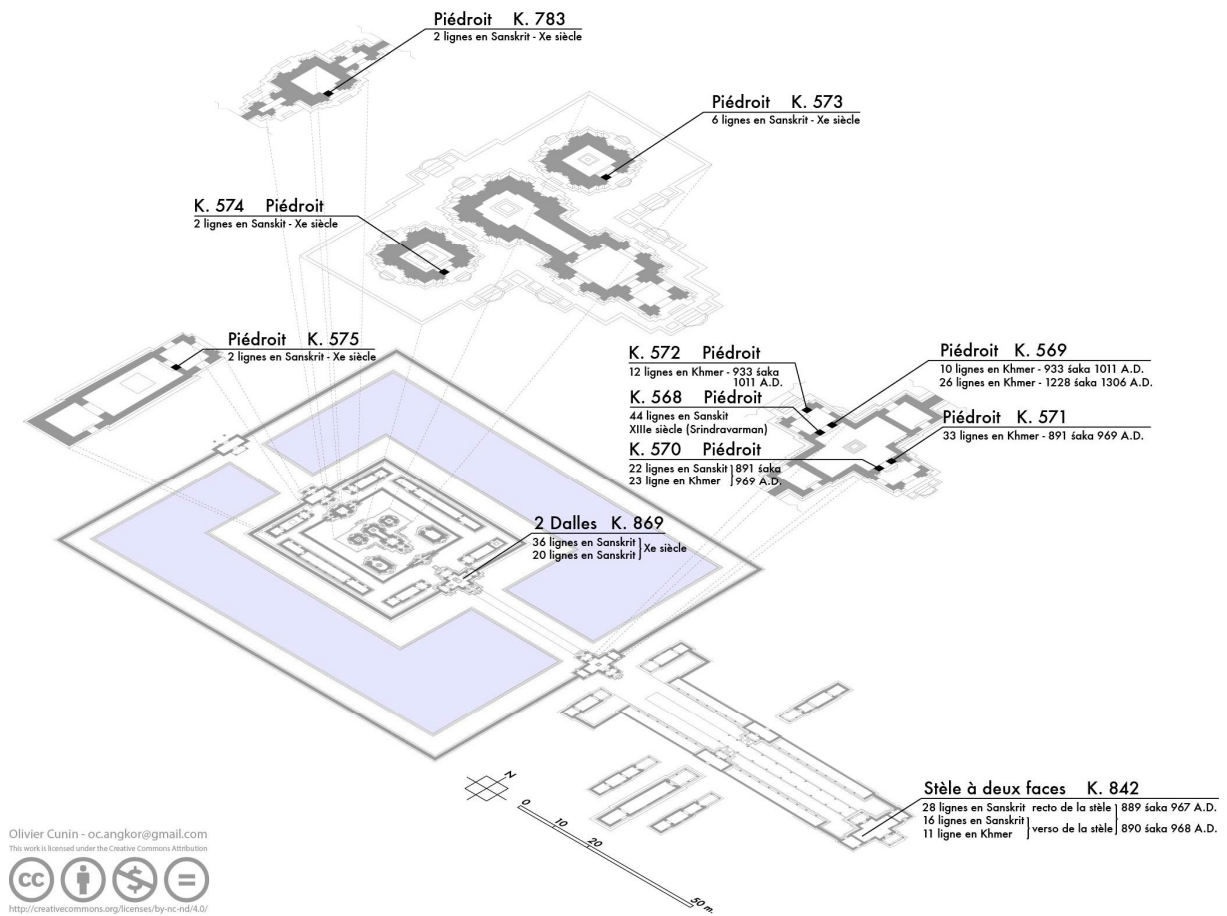 Piédroit K. 783
2 lignes en Sanskrit - Xe siècle
Piédroit K. 573
6 lignes en Sanskrit - Xe siècle
K. 574 Piédroit
2 lignes en Sanskit - Xe siècle
Piédroit K. 575
2 lignes en Sanskrit - Xe siècle
K. 572 Piédroit
12 lignes en Khmer - 933 śaka
1011 A.D.
K. 568 Piédroit
44 lignes en Sanskit
XIIIe siècle (Srindravarman)
K. 570 Piédroit
22 lignes en Sanskit
23 ligne en Khmer
891 śaka
969 A.D.
Piédroit K. 569
10 lignes en Khmer - 933 śaka 1011 A.D.
26 lignes en Khmer - 1228 śaka 1306 A.D.
Piédroit K. 571
33 lignes en Khmer - 891 śaka 969 A.D.
2 Dalles K. 869
36 lignes en Sanskrit
20 lignes en Sanskrit
Xe siècle
Stèle à deux faces K. 842
28 lignes en Sanskrit recto de la stèle 889 śaka 967 A.D.
16 lignes en Sanskrit
11 ligne en Khmer
verso de la stèle 890 śaka 968 A.D.
N
0
10
20
50 m.
Olivier Cunin - oc.angkor@gmail.com
This work is licensed under the Creative Commons Attribution
cc
http://creativecommons.org/licenses/by-nc-nd/4.0/